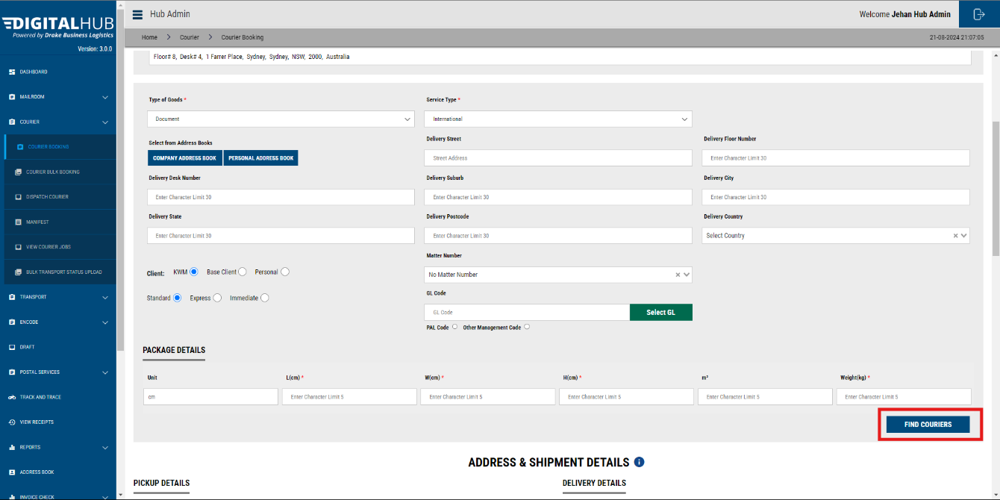 DIGITALHUB
Powered by Drake Business Logistics
Version: 3.0.0
DASHBOARD
MAILROOM
COURIER
COURIER BOOKING
COURIER BULK BOOKING
DISPATCH COURIER
MANIFEST
VIEW COURIER JOBS
BULK TRANSPORT STATUS UPLOAD
TRANSPORT
ENCODE
DRAFT
POSTAL SERVICES
TRACK AND TRACE
VIEW RECEIPTS
REPORTS
ADDRESS BOOK
INVOICE CHECK
Hub Admin
Welcome Jehan Hub Admin
Home > Courier > Courier Booking
21-08-2024 21:07:05
Floor# 8, Desk# 4, 1 Farrer Place, Sydney, Sydney, NSW, 2000, Australia
Type of Goods *
Service Type *
Document
International
Select from Address Books
Delivery Street
Delivery Floor Number
COMPANY ADDRESS BOOK
PERSONAL ADDRESS BOOK
Street Address
Enter Character Limit 30
Delivery Desk Number
Delivery Suburb
Delivery City
Enter Character Limit 30
Enter Character Limit 30
Enter Character Limit 30
Delivery State
Delivery Postcode
Delivery Country
Enter Character Limit 30
Enter Character Limit 30
Select Country
Matter Number
Client: KWM Base Client Personal
No Matter Number
GL Code
Standard Express Immediate
GL Code
Select GL
PAL Code Other Management Code
PACKAGE DETAILS
Unit L(cm) * W(cm) * H(cm) * m³ Weight(kg) *
cm Enter Character Limit 5 Enter Character Limit 5 Enter Character Limit 5 Enter Character Limit 5 Enter Character Limit 5
FIND COURIERS
ADDRESS & SHIPMENT DETAILS i
PICKUP DETAILS
DELIVERY DETAILS